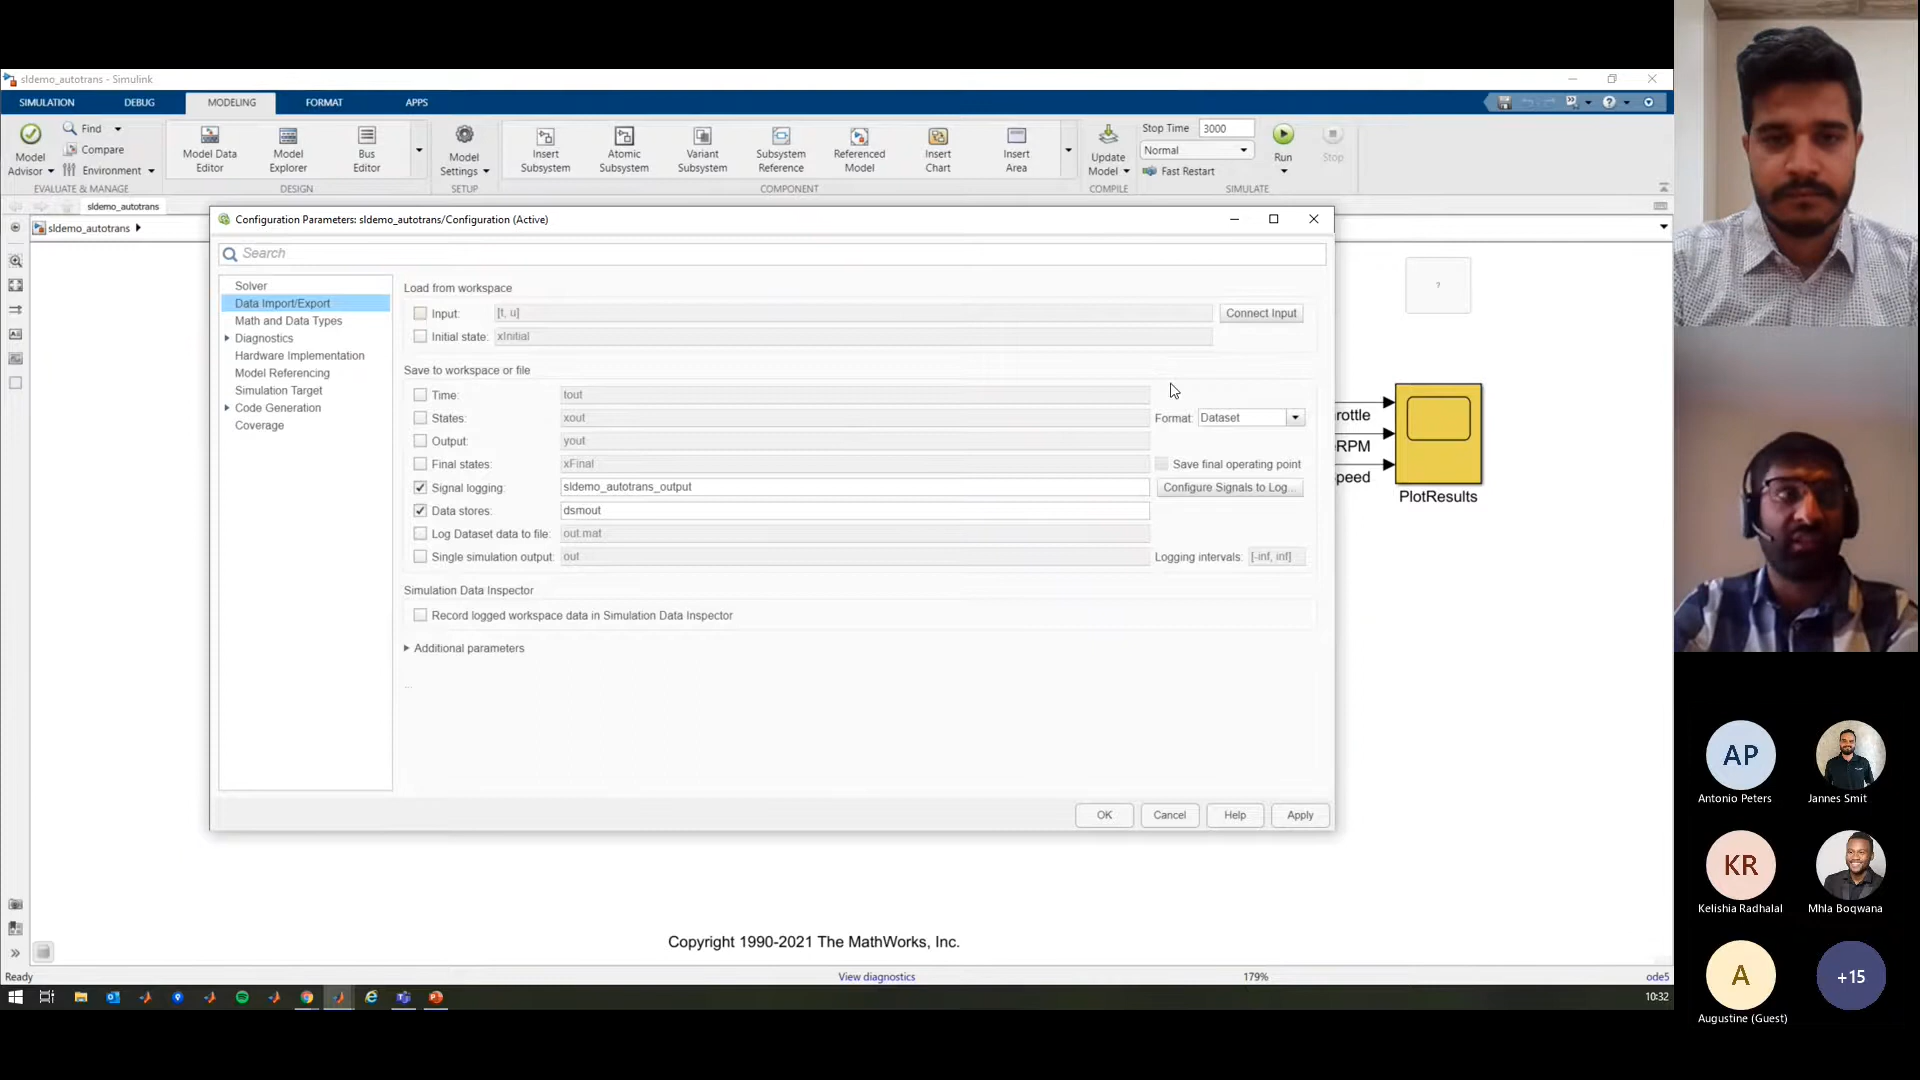 sldemo_autotrans - Simulink
SIMULATION DEBUG MODELING FORMAT APPS
Find
Compare
Environment
Model
Advisor
EVALUATE & MANAGE
Model Data
Editor
Model
Explorer
Bus
Editor
DESIGN
Model
Settings
SETUP
Insert
Subsystem
Atomic
Subsystem
Variant
Subsystem
Subsystem
Reference
Referenced
Model
Insert
Chart
Insert
Area
COMPONENT
Update
Model
COMPILE
Stop Time 3000
Normal
Fast Restart
Run
Stop
SIMULATE
sldemo_autotrans
sldemo_autotrans
Configuration Parameters: sldemo_autotrans/Configuration (Active)
Search
Solver
Data Import/Export
Math and Data Types
Diagnostics
Hardware Implementation
Model Referencing
Simulation Target
Code Generation
Coverage
Load from workspace
Input: [t, u] Connect Input
Initial state: xInitial
Save to workspace or file
Time: tout
States: xout Format: Dataset
Output: yout
Final states: xFinal Save final operating point
Signal logging: sldemo_autotrans_output Configure Signals to Log...
Data stores: dsmout
Log Dataset data to file: out.mat
Single simulation output: out Logging intervals: [-inf, inf]
Simulation Data Inspector
Record logged workspace data in Simulation Data Inspector
Additional parameters
...
OK Cancel Help Apply
?
rottle
RPM
peed
PlotResults
Copyright 1990-2021 The MathWorks, Inc.
Ready View diagnostics 179% ode5
10:32
AP
Antonio Peters
Jannes Smit
KR
Kelishia Radhalal
Mhla Boqwana
A
Augustine (Guest)
+15